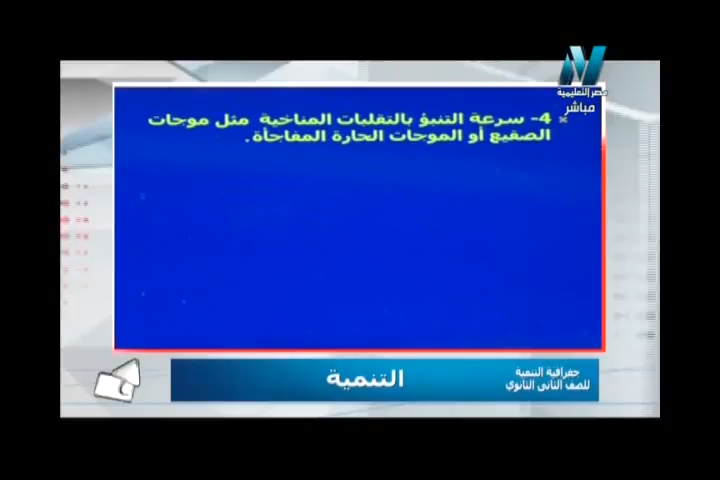 مصر التعليمية
مباشر
4- سرعة التنبؤ بالتقلبات المناخية مثل موجات
الصقيع أو الموجات الحارة المفاجأة.
جغرافية التنمية
للصف الثانى الثانوي
التنمية